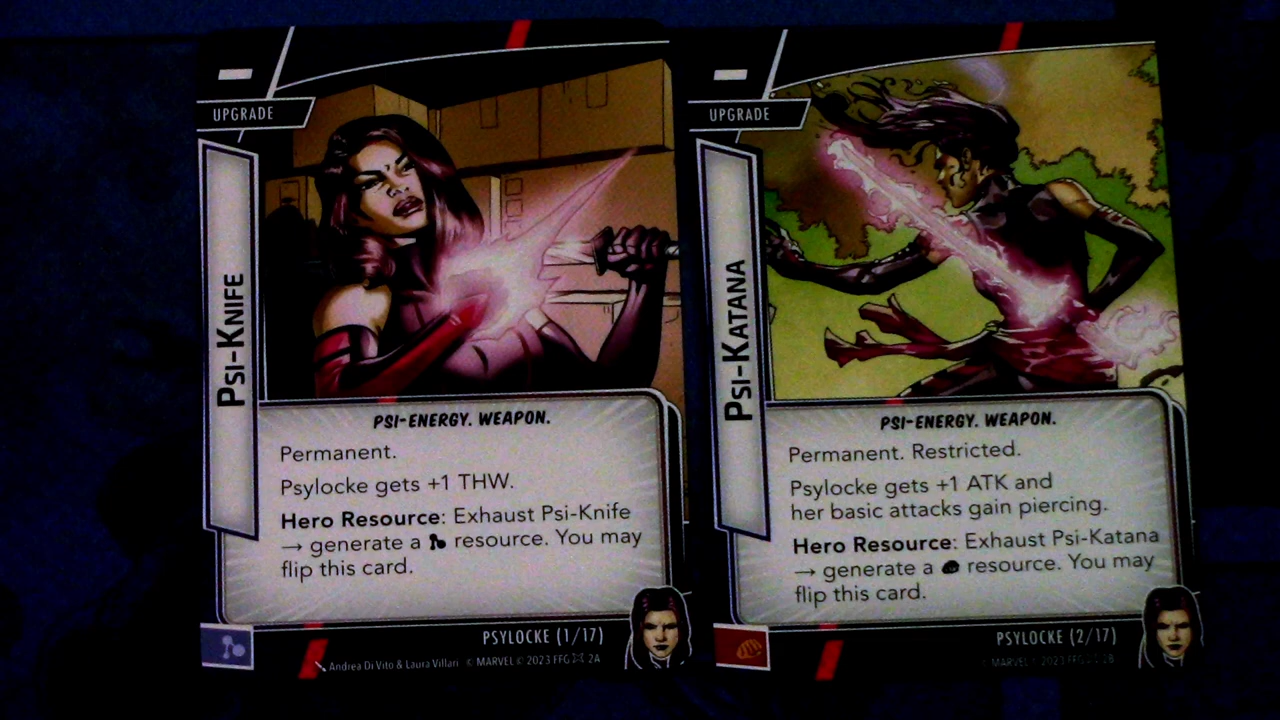 UPGRADE
PSI-KNIFE
PSI-ENERGY. WEAPON.
Permanent.
Psylocke gets +1 THW.
Hero Resource: Exhaust Psi-Knife
→ generate a resource. You may
flip this card.
PSYLOCKE (1/17)
Andrea Di Vito & Laura Villari © MARVEL © 2023 FFG 2A
UPGRADE
PSI-KATANA
PSI-ENERGY. WEAPON.
Permanent. Restricted.
Psylocke gets +1 ATK and
her basic attacks gain piercing.
Hero Resource: Exhaust Psi-Katana
→ generate a resource. You may
flip this card.
PSYLOCKE (2/17)
© MARVEL © 2023 FFG 2B